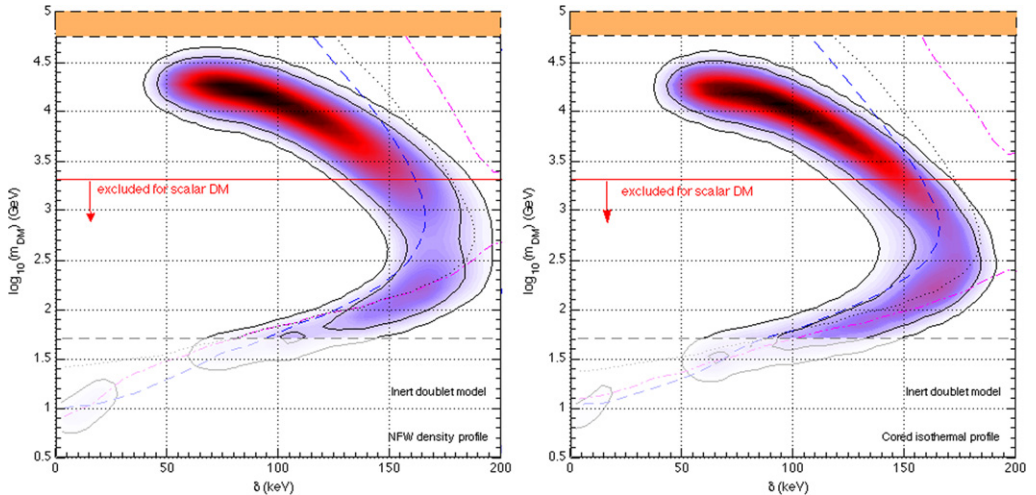 5
4.5
4
3.5
3
2.5
2
1.5
1
0.5
log10(mDM) (GeV)
excluded for scalar DM
Inert doublet model
NFW density profile
0 50 100 150 200
δ (keV)
5
4.5
4
3.5
3
2.5
2
1.5
1
0.5
log10(mDM) (GeV)
excluded for scalar DM
Inert doublet model
Cored isothermal profile
0 50 100 150 200
δ (keV)